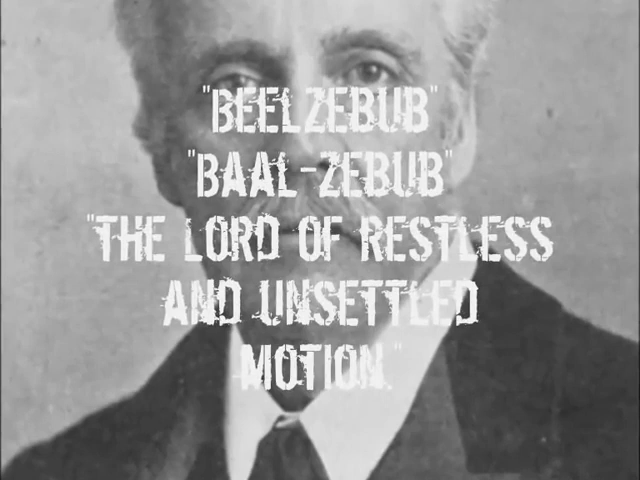 "BEELZEBUB"
"BAAL-ZEBUB"
"THE LORD OF RESTLESS
AND UNSETTLED
MOTION."